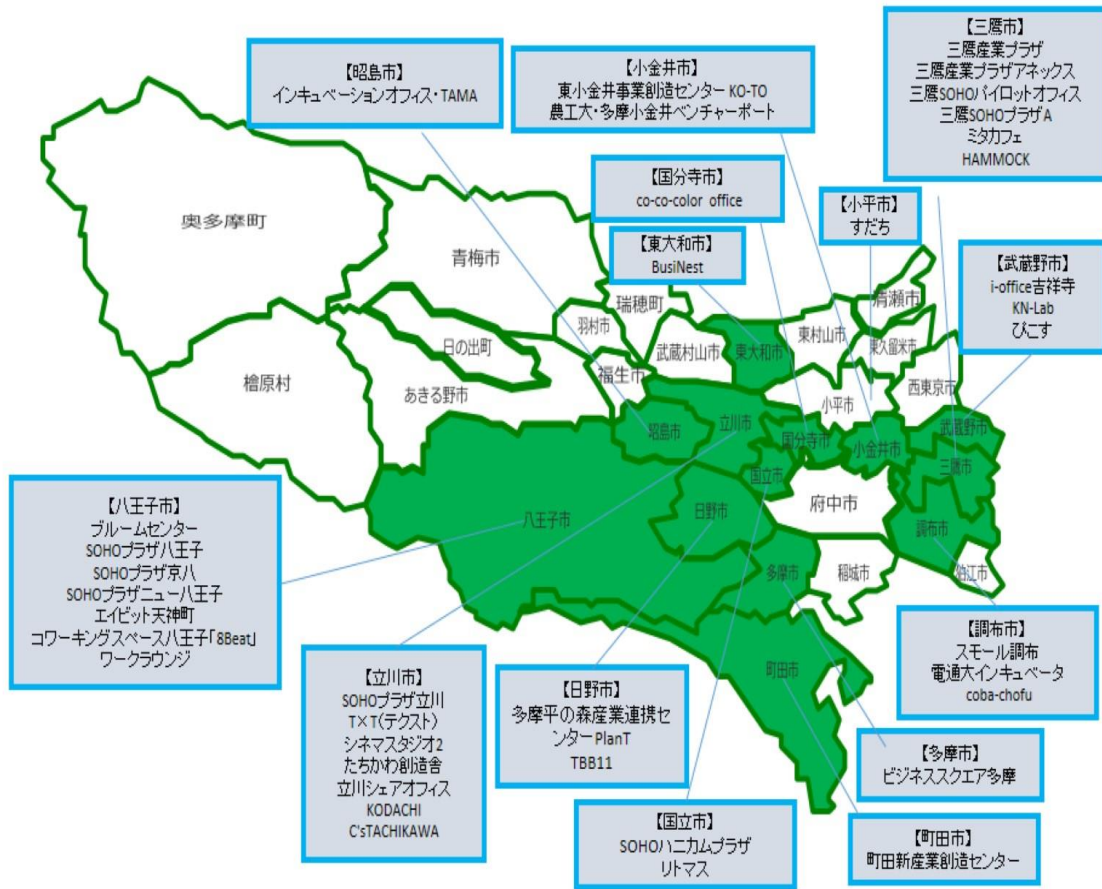 【昭島市】
インキュベーションオフィス・TAMA
【小金井市】
東小金井事業創造センター KO-TO
農工大・多摩小金井ベンチャーポート
【三鷹市】
三鷹産業プラザ
三鷹産業プラザアネックス
三鷹SOHOパイロットオフィス
三鷹SOHOプラザA
ミタカフェ
HAMMOCK
【国分寺市】
co-co-color office
【小平市】
すだち
【東大和市】
BusiNest
【武蔵野市】
i-office吉祥寺
KN-Lab
ぴこす
奥多摩町
青梅市
瑞穂町
羽村市
日の出町
武蔵村山市
東大和市
東村山市
清瀬市
東久留米市
檜原村
あきる野市
福生市
小平市
西東京市
昭島市
立川市
国分寺市
小金井市
武蔵野市
三鷹市
国立市
八王子市
日野市
府中市
調布市
多摩市
稲城市
狛江市
町田市
【八王子市】
ブルームセンター
SOHOプラザ八王子
SOHOプラザ京八
SOHOプラザニュー八王子
エイビット天神町
コワーキングスペース八王子「8Beat」
ワークラウンジ
【立川市】
SOHOプラザ立川
T×T(テクスト)
シネマスタジオ2
たちかわ創造舎
立川シェアオフィス
KODACHI
C'sTACHIKAWA
【日野市】
多摩平の森産業連携セ
ンターPlanT
TBB11
【国立市】
SOHOハニカムプラザ
リトマス
【調布市】
スモール調布
電通大インキュベータ
coba-chofu
【多摩市】
ビジネススクエア多摩
【町田市】
町田新産業創造センター